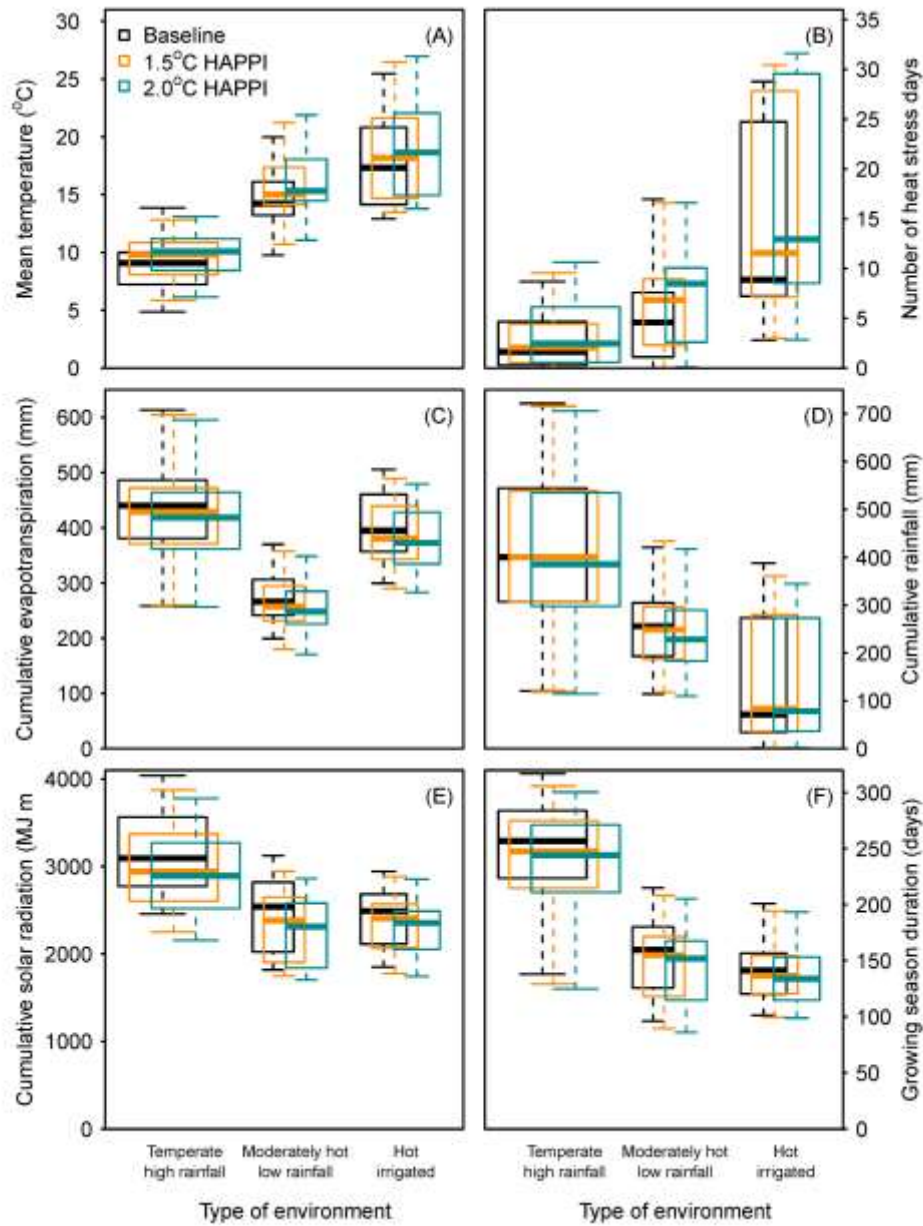 (A)
Baseline
1.5°C HAPPI
2.0°C HAPPI
Mean temperature (°C)
30
25
20
15
10
5
0
(B)
Number of heat stress days
35
30
25
20
15
10
5
0
(C)
Cumulative evapotranspiration (mm)
600
500
400
300
200
100
0
(D)
Cumulative rainfall (mm)
700
600
500
400
300
200
100
0
(E)
Cumulative solar radiation (MJ m
4000
3000
2000
1000
0
(F)
Growing season duration (days)
300
250
200
150
100
50
0
Temperate
high rainfall
Moderately hot
low rainfall
Hot
irrigated
Type of environment
Temperate
high rainfall
Moderately hot
low rainfall
Hot
irrigated
Type of environment